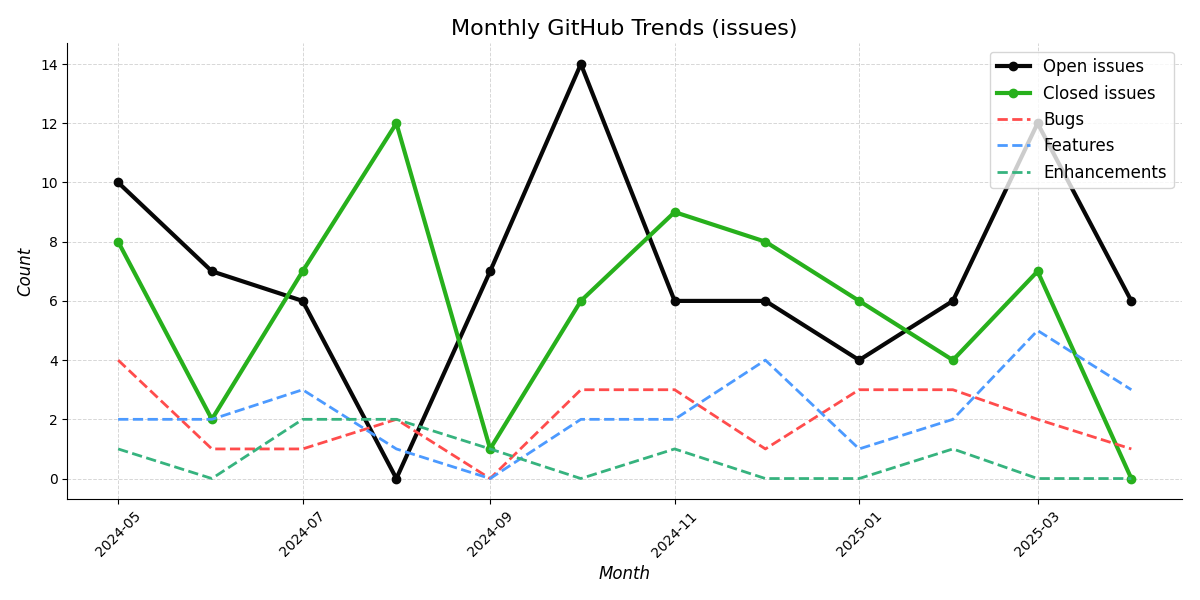 Monthly GitHub Trends (issues)
Open issues
Closed issues
Bugs
Features
Enhancements
Count
14
12
10
8
6
4
2
0
2024-05
2024-07
2024-09
2024-11
2025-01
2025-03
Month